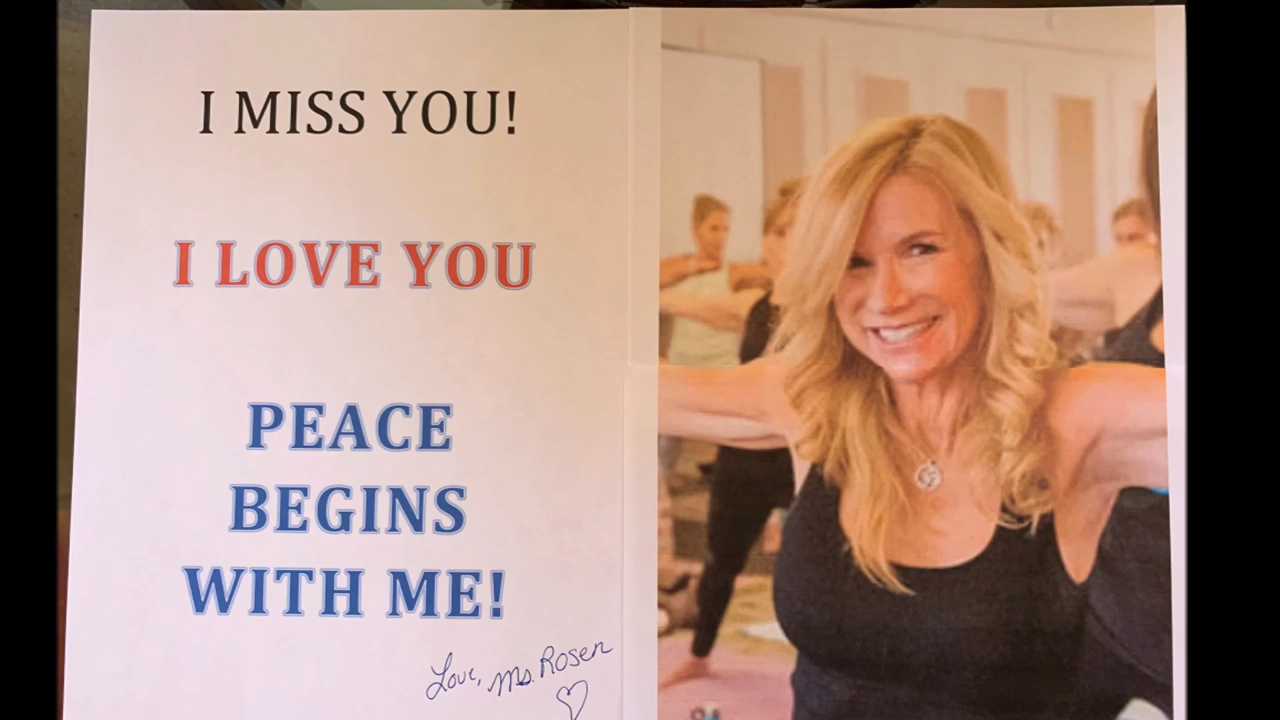 I MISS YOU!
I LOVE YOU
PEACE
BEGINS
WITH ME!
Love, Ms. Rosen